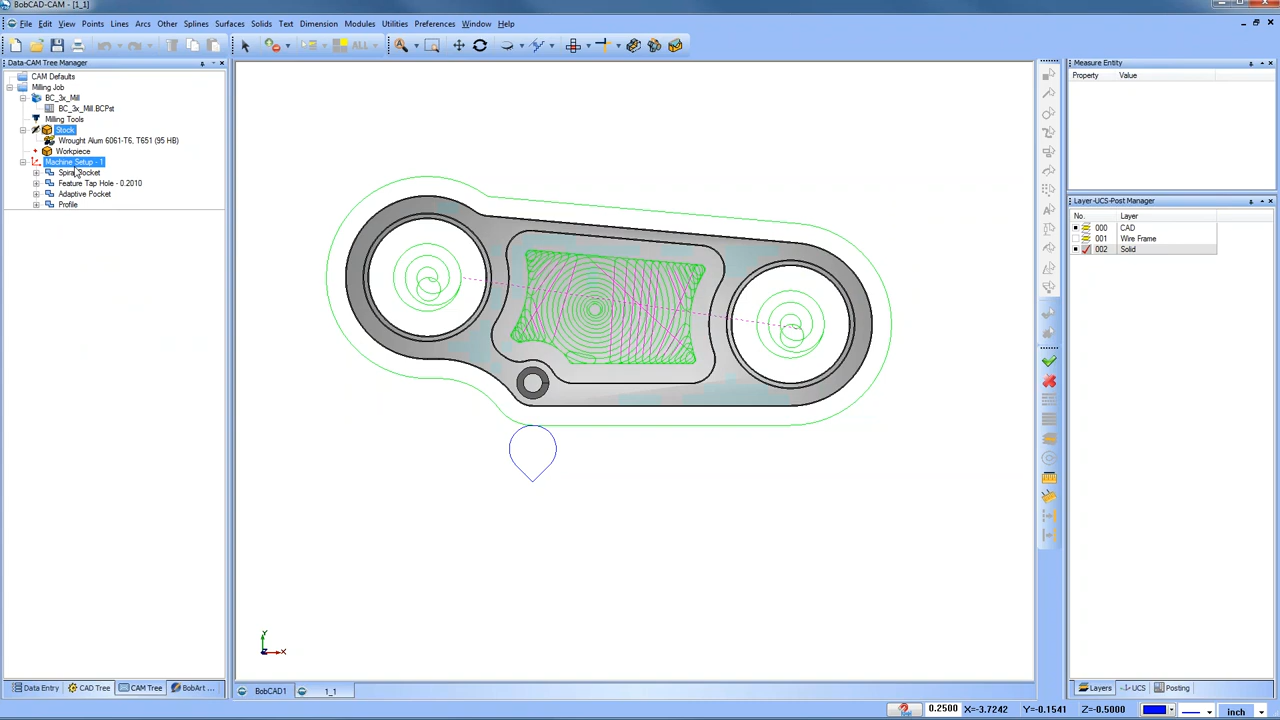 BobCAD-CAM - [1_1]
File Edit View Points Lines Arcs Other Splines Surfaces Solids Text Dimension Modules Utilities Preferences Window Help
ALL
Data-CAM Tree Manager
CAM Defaults
Milling Job
BC_3x_Mill
BC_3x_Mill.BCPst
Milling Tools
Stock
Wrought Alum 6061-T6, T651 (95 HB)
Workpiece
Machine Setup - 1
Spiral Pocket
Feature Tap Hole - 0.2010
Adaptive Pocket
Profile
Measure Entity
Property Value
Layer-UCS-Post Manager
No. Layer
000 CAD
001 Wire Frame
002 Solid
Y
Z X
Data Entry CAD Tree CAM Tree BobArt ...
BobCAD1 1_1
Layers UCS Posting
0.2500 X=-3.7242 Y=-0.1541 Z=-0.5000 inch